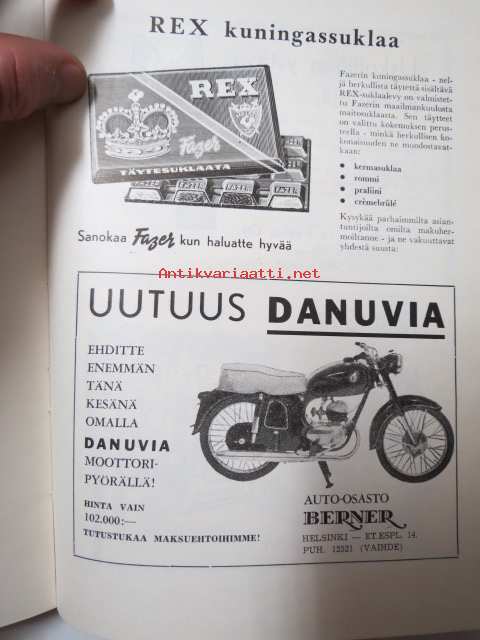 REX kuningassuklaa
REX
Fazer
TÄYTESUKLAATA
Fazerin kuningassuklaa - nel-
jä herkullista täytettä sisältävä
REX-suklaalevy on valmistet-
tu Fazerin maailmankuulusta
maitosuklaasta. Sen täytteet
on valittu kokemuksen perus-
teella - minkä herkullisen ko-
konaisuuden ne muodostavat-
kaan:
• kermasuklaa
• rommi
• praliini
• crèmebrûlé
Kysykää parhaimmilta asian-
tuntijoilta omilta makuher-
moiltanne - ja ne vakuuttavat
yhdestä suusta:
Sanokaa Fazer kun haluatte hyvää
Antikvariaatti.net
UUTUUS DANUVIA
EHDITTE
ENEMMÄN
TÄNÄ
KESÄNÄ
OMALLA
DANUVIA
MOOTTORI-
PYÖRÄLLÄ!
HINTA VAIN
102.000:—
TUTUSTUKAA MAKSUEHTOIHIMME!
AUTO-OSASTO
BERNER
HELSINKI — ET.ESPL. 14.
PUH. 12521 (VAIHDE)